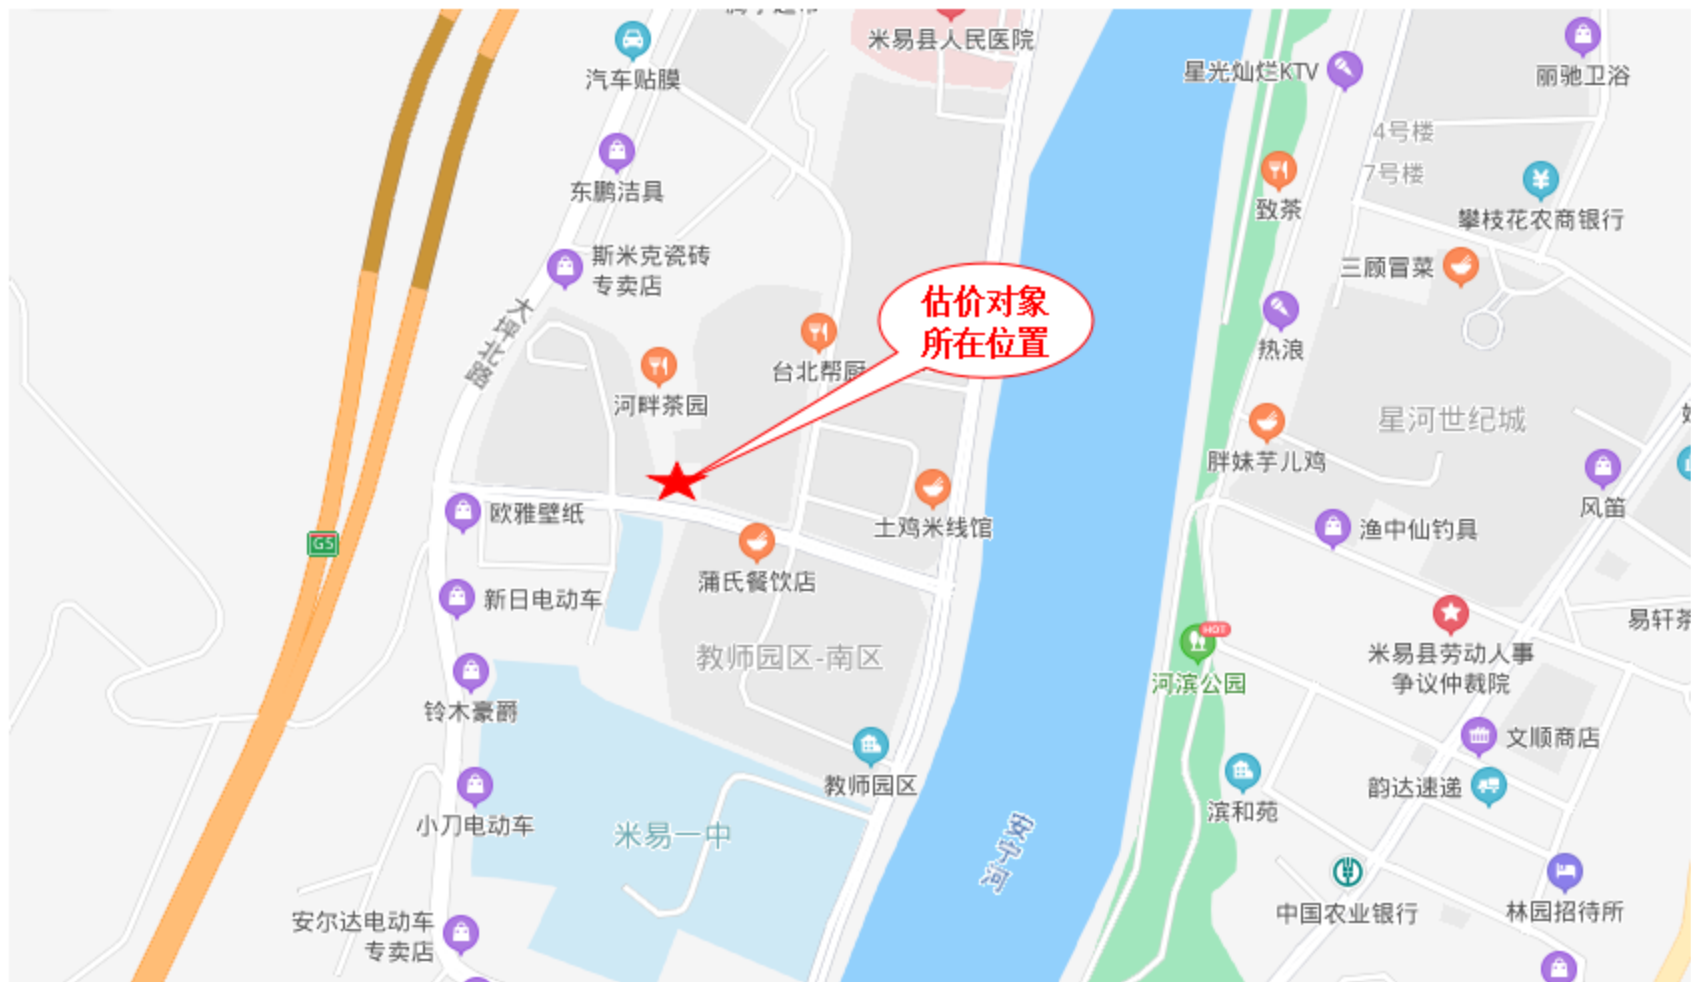 米易县人民医院
汽车贴膜
星光灿烂KTV
丽驰卫浴
4号楼
7号楼
东鹏洁具
致茶
攀枝花农商银行
斯米克瓷砖
专卖店
三顾冒菜
大坪北路
估价对象
所在位置
台北帮厨
热浪
河畔茶园
星河世纪城
胖妹芋儿鸡
风笛
欧雅壁纸
土鸡米线馆
渔中仙钓具
G5
蒲氏餐饮店
新日电动车
易轩茶
HOT
教师园区-南区
米易县劳动人事
争议仲裁院
河滨公园
铃木豪爵
文顺商店
教师园区
韵达速递
滨和苑
小刀电动车
米易一中
安宁河
中国农业银行
林园招待所
安尔达电动车
专卖店